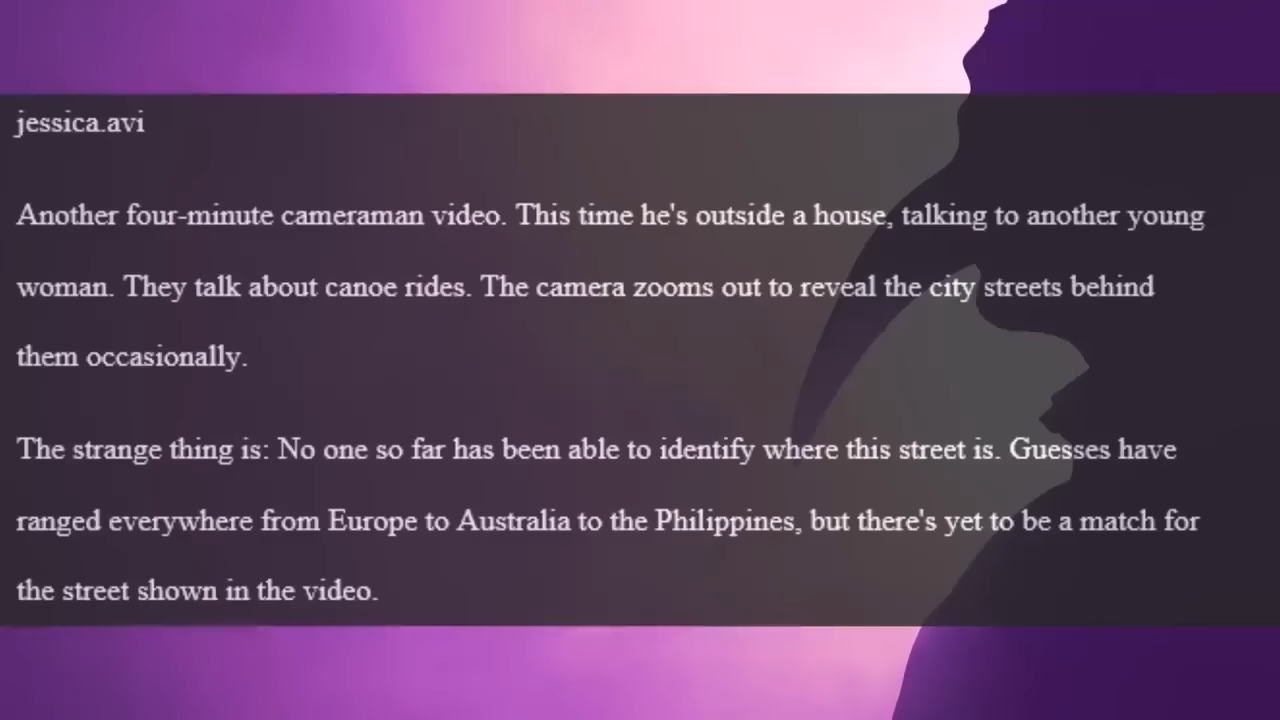 jessica.avi
Another four-minute cameraman video. This time he's outside a house, talking to another young
woman. They talk about canoe rides. The camera zooms out to reveal the city streets behind
them occasionally.
The strange thing is: No one so far has been able to identify where this street is. Guesses have
ranged everywhere from Europe to Australia to the Philippines, but there's yet to be a match for
the street shown in the video.